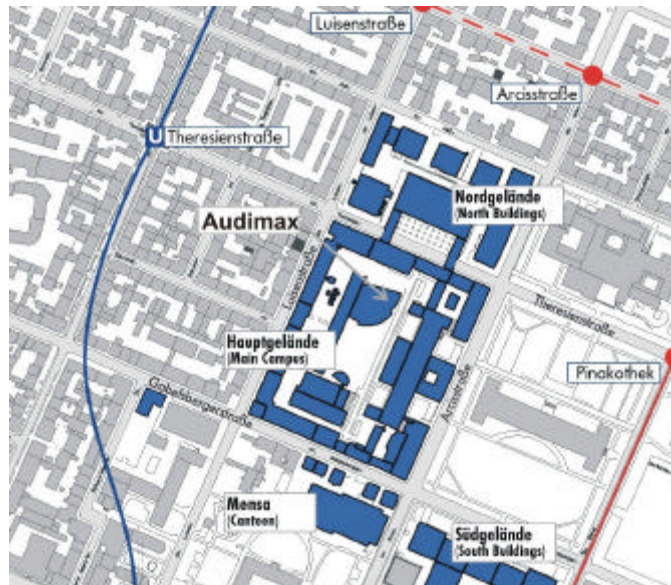 Luisenstraße
Arcisstraße
U Theresienstraße
Nordgelände
(North Buildings)
Audimax
Luisenstraße
Theresienstraße
Hauptgelände
(Main Campus)
Pinakothek
Gabelsbergerstraße
Arcisstraße
Mensa
(Canteen)
Südgelände
(South Buildings)